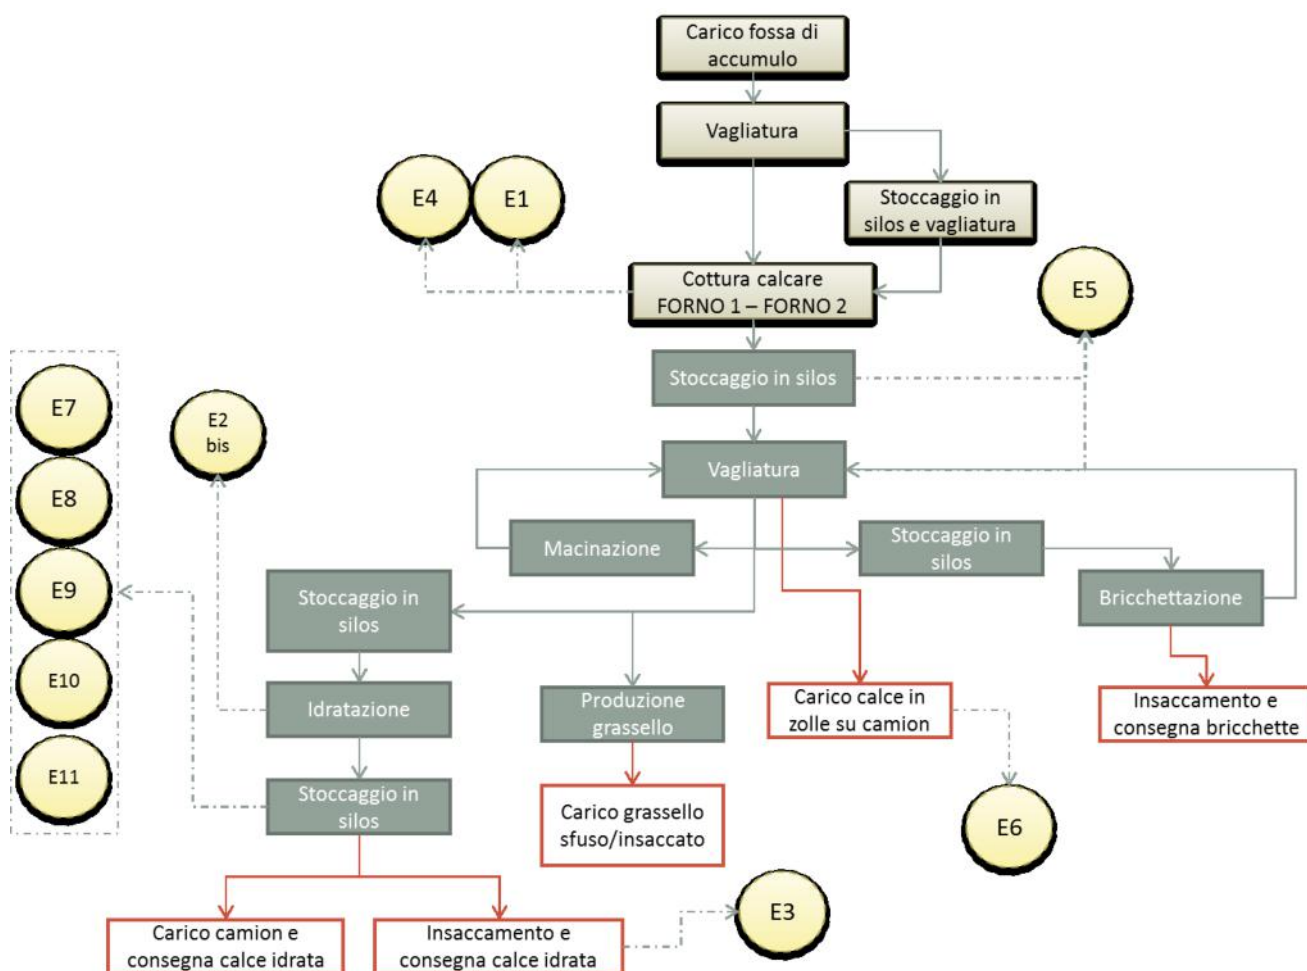 Carico fossa di
accumulo
Vagliatura
E4
E1
Stoccaggio in
silos e vagliatura
Cottura calcare
FORNO 1 – FORNO 2
E5
Stoccaggio in silos
E7
E2
bis
Vagliatura
E8
Macinazione
Stoccaggio in
silos
E9
Stoccaggio in
silos
Bricchettazione
E10
Idratazione
Produzione
grassello
Carico calce in
zolle su camion
Insaccamento e
consegna bricchette
E11
Stoccaggio in
silos
Carico grassello
sfuso/insaccato
E6
E3
Carico camion e
consegna calce idrata
Insaccamento e
consegna calce idrata